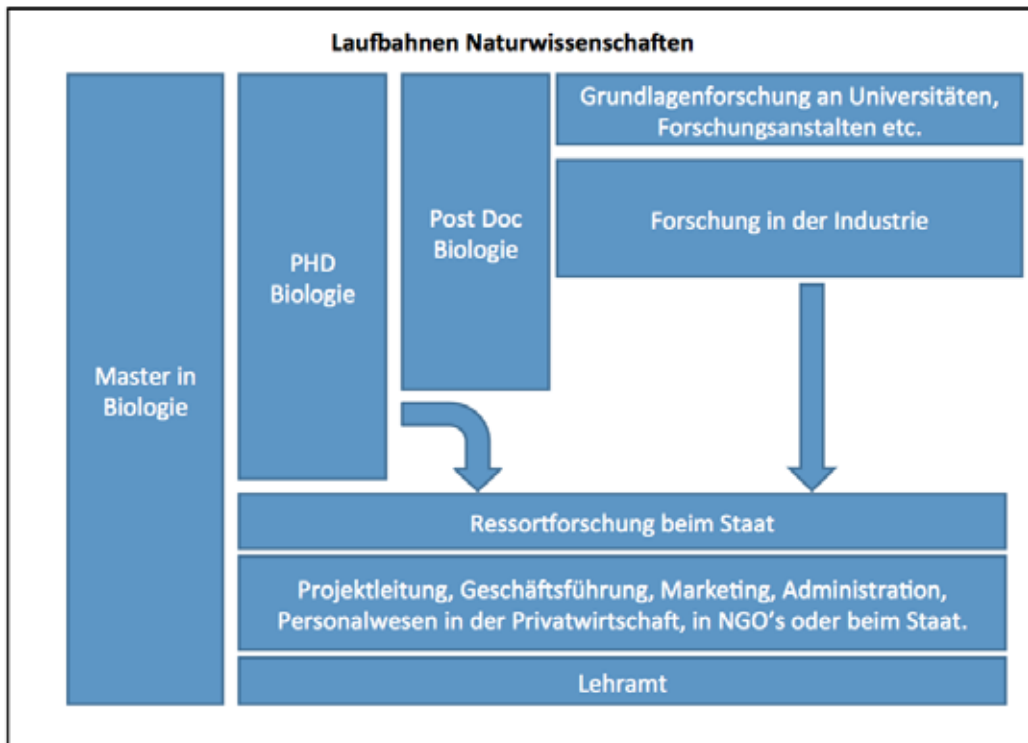 Laufbahnen Naturwissenschaften
Master in
Biologie
PHD
Biologie
Post Doc
Biologie
Grundlagenforschung an Universitäten,
Forschungsanstalten etc.
Forschung in der Industrie
Ressortforschung beim Staat
Projektleitung, Geschäftsführung, Marketing, Administration,
Personalwesen in der Privatwirtschaft, in NGO's oder beim Staat.
Lehramt